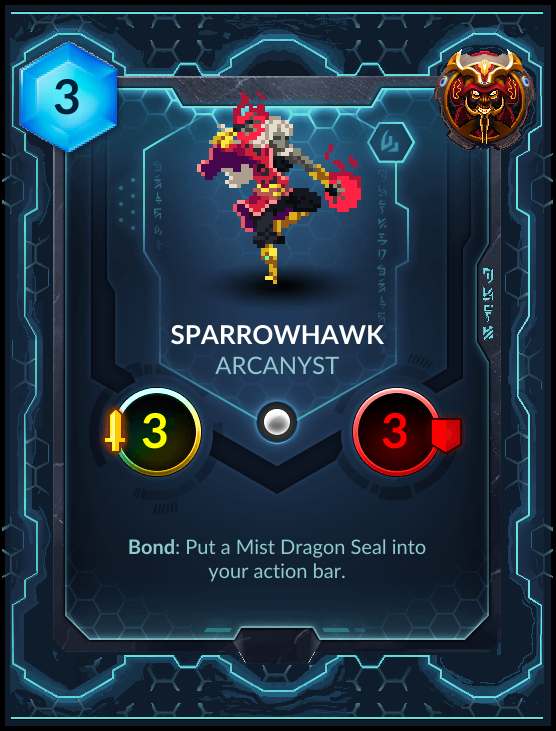 3
SPARROWHAWK
ARCANYST
3
3
Bond: Put a Mist Dragon Seal into
your action bar.